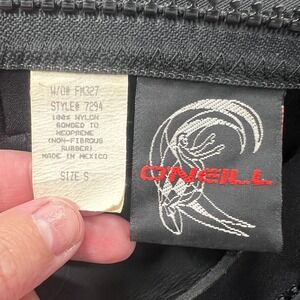 W/O# FM327
STYLE# 7294
100% NYLON
BONDED TO
NEOPRENE
(NON-FIBROUS
RUBBER)
MADE IN MEXICO
SIZE S
O'NEILL